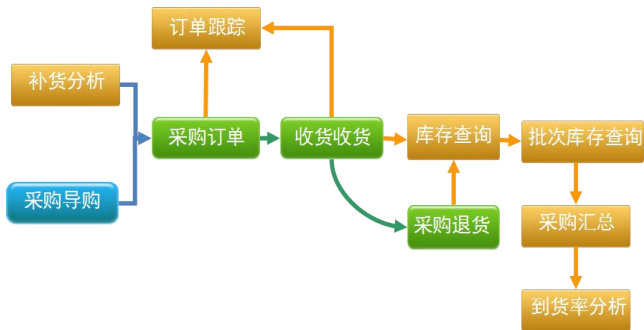 订单跟踪
补货分析
采购订单
收货收货
库存查询
批次库存查询
采购导购
采购退货
采购汇总
到货率分析